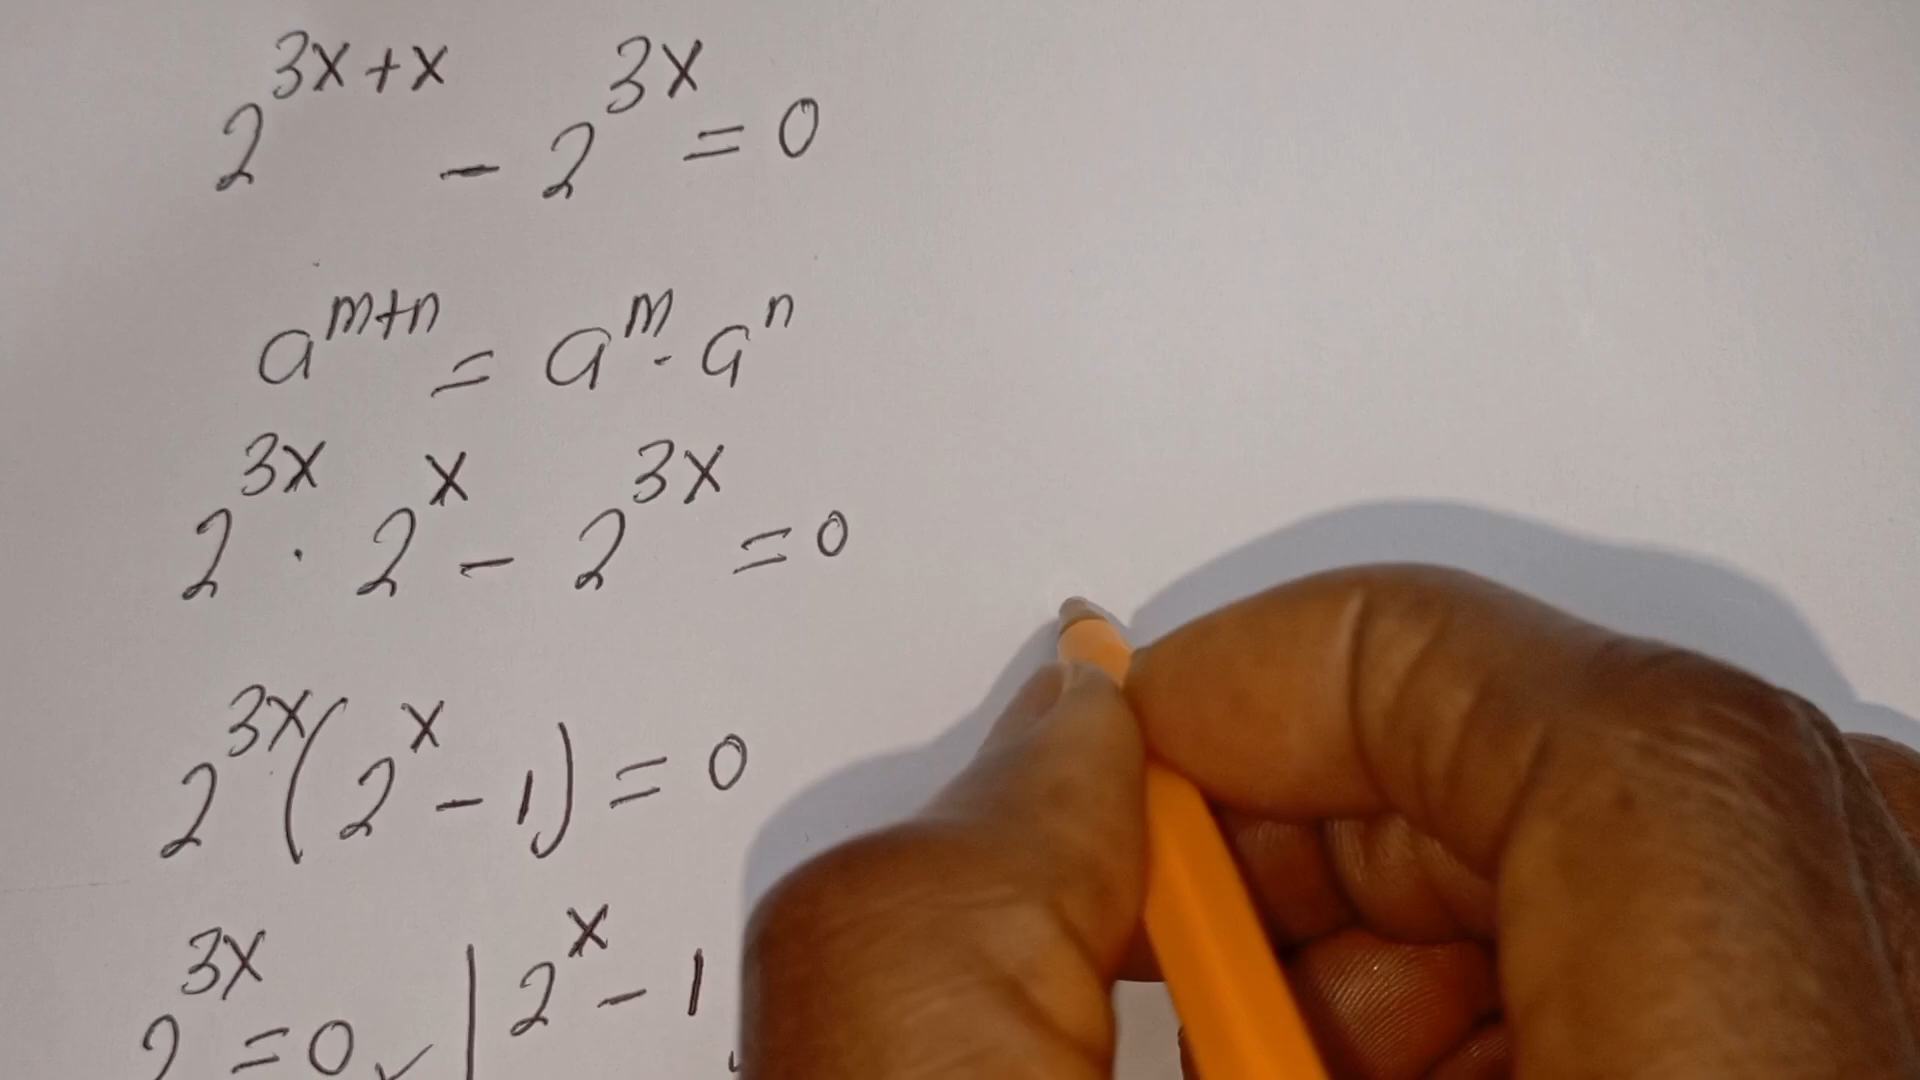 2^{3x+x} - 2^{3x} = 0
a^{m+n} = a^m · a^n
2^{3x} · 2^x - 2^{3x} = 0
2^{3x}(2^x - 1) = 0
2^{3x} = 0 ✓ | 2^x - 1